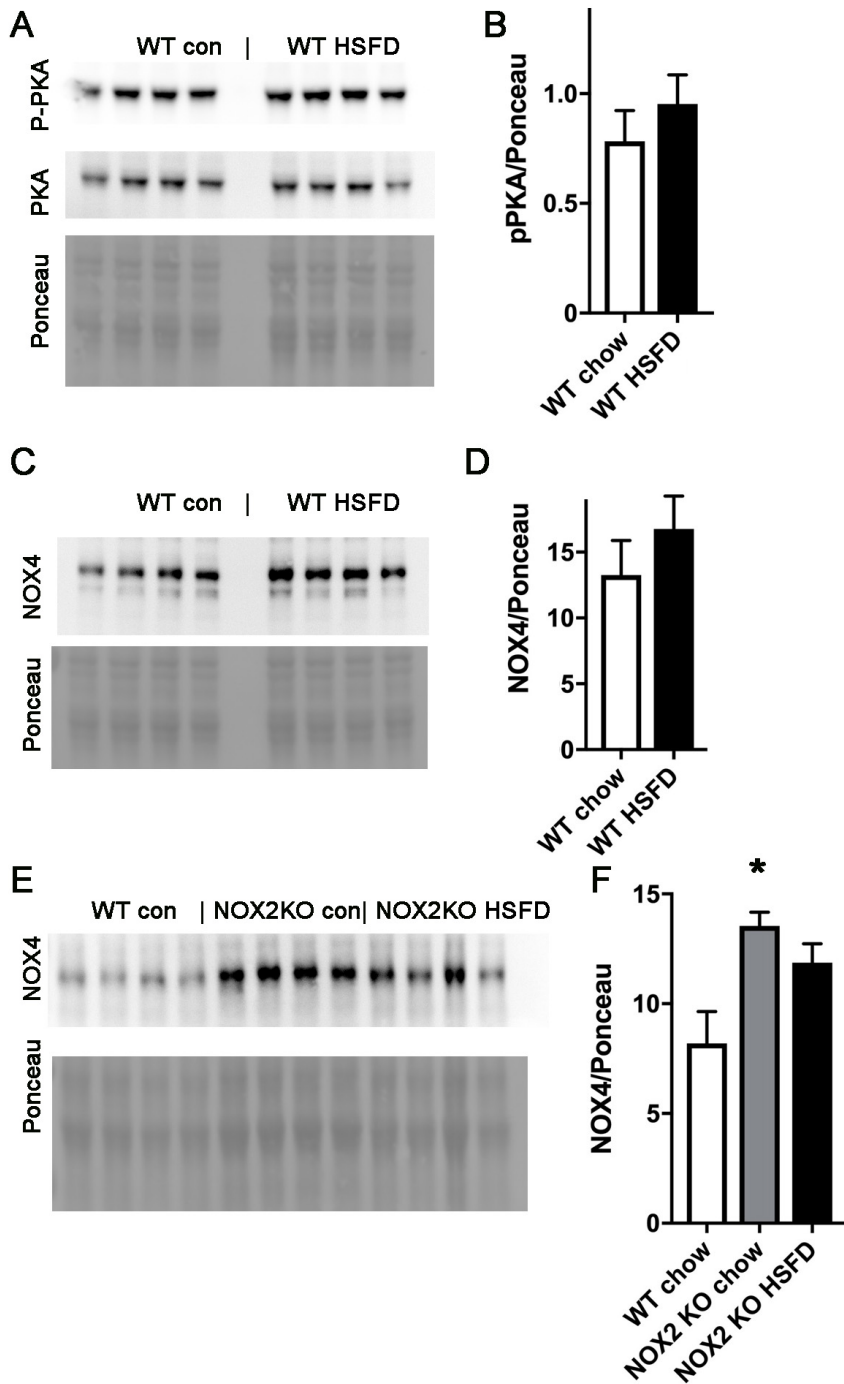 A
WT con | WT HSFD
P-PKA
PKA
Ponceau
B
pPKA/Ponceau
1.0
0.5
0
WT chow
WT HSFD
C
WT con | WT HSFD
NOX4
Ponceau
D
NOX4/Ponceau
15
10
5
0
WT chow
WT HSFD
E
WT con | NOX2KO con| NOX2KO HSFD
NOX4
Ponceau
F
*
NOX4/Ponceau
15
10
5
0
WT chow
NOX2 KO chow
NOX2 KO HSFD